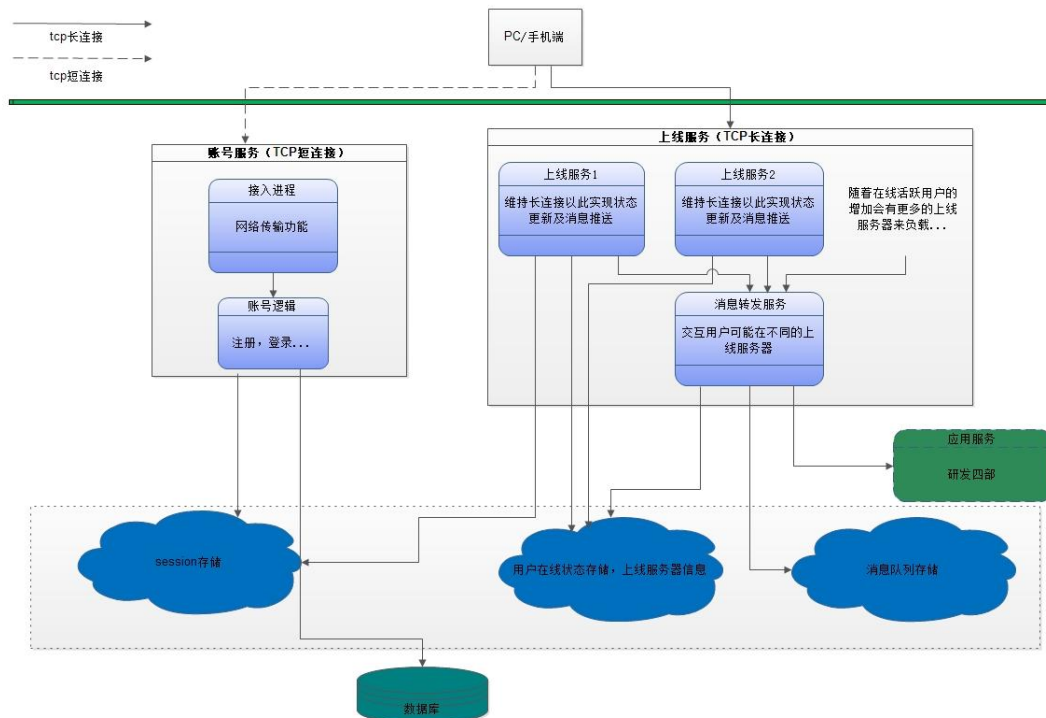 tcp长连接
tcp短连接
PC/手机端
账号服务（TCP短连接）
接入进程
网络传输功能
账号逻辑
注册，登录...
上线服务（TCP长连接）
上线服务1
维持长连接以此实现状态
更新及消息推送
上线服务2
维持长连接以此实现状态
更新及消息推送
随着在线活跃用户的
增加会有更多的上线
服务器来负载...
消息转发服务
交互用户可能在不同的上
线服务器
应用服务
研发四部
session存储
用户在线状态存储，上线服务器信息
消息队列存储
数据库